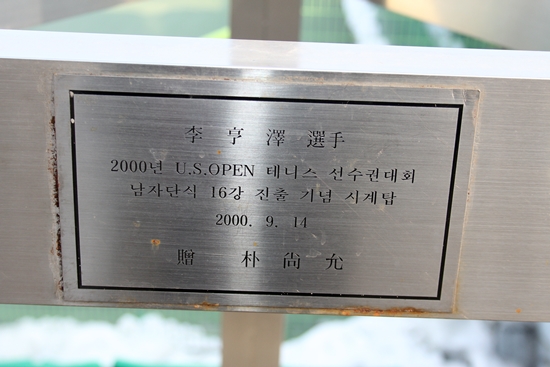 李亨澤 選手
2000년 U.S.OPEN 테니스 선수권대회
남자단식 16강 진출 기념 시계탑
2000. 9. 14
贈 朴尙允